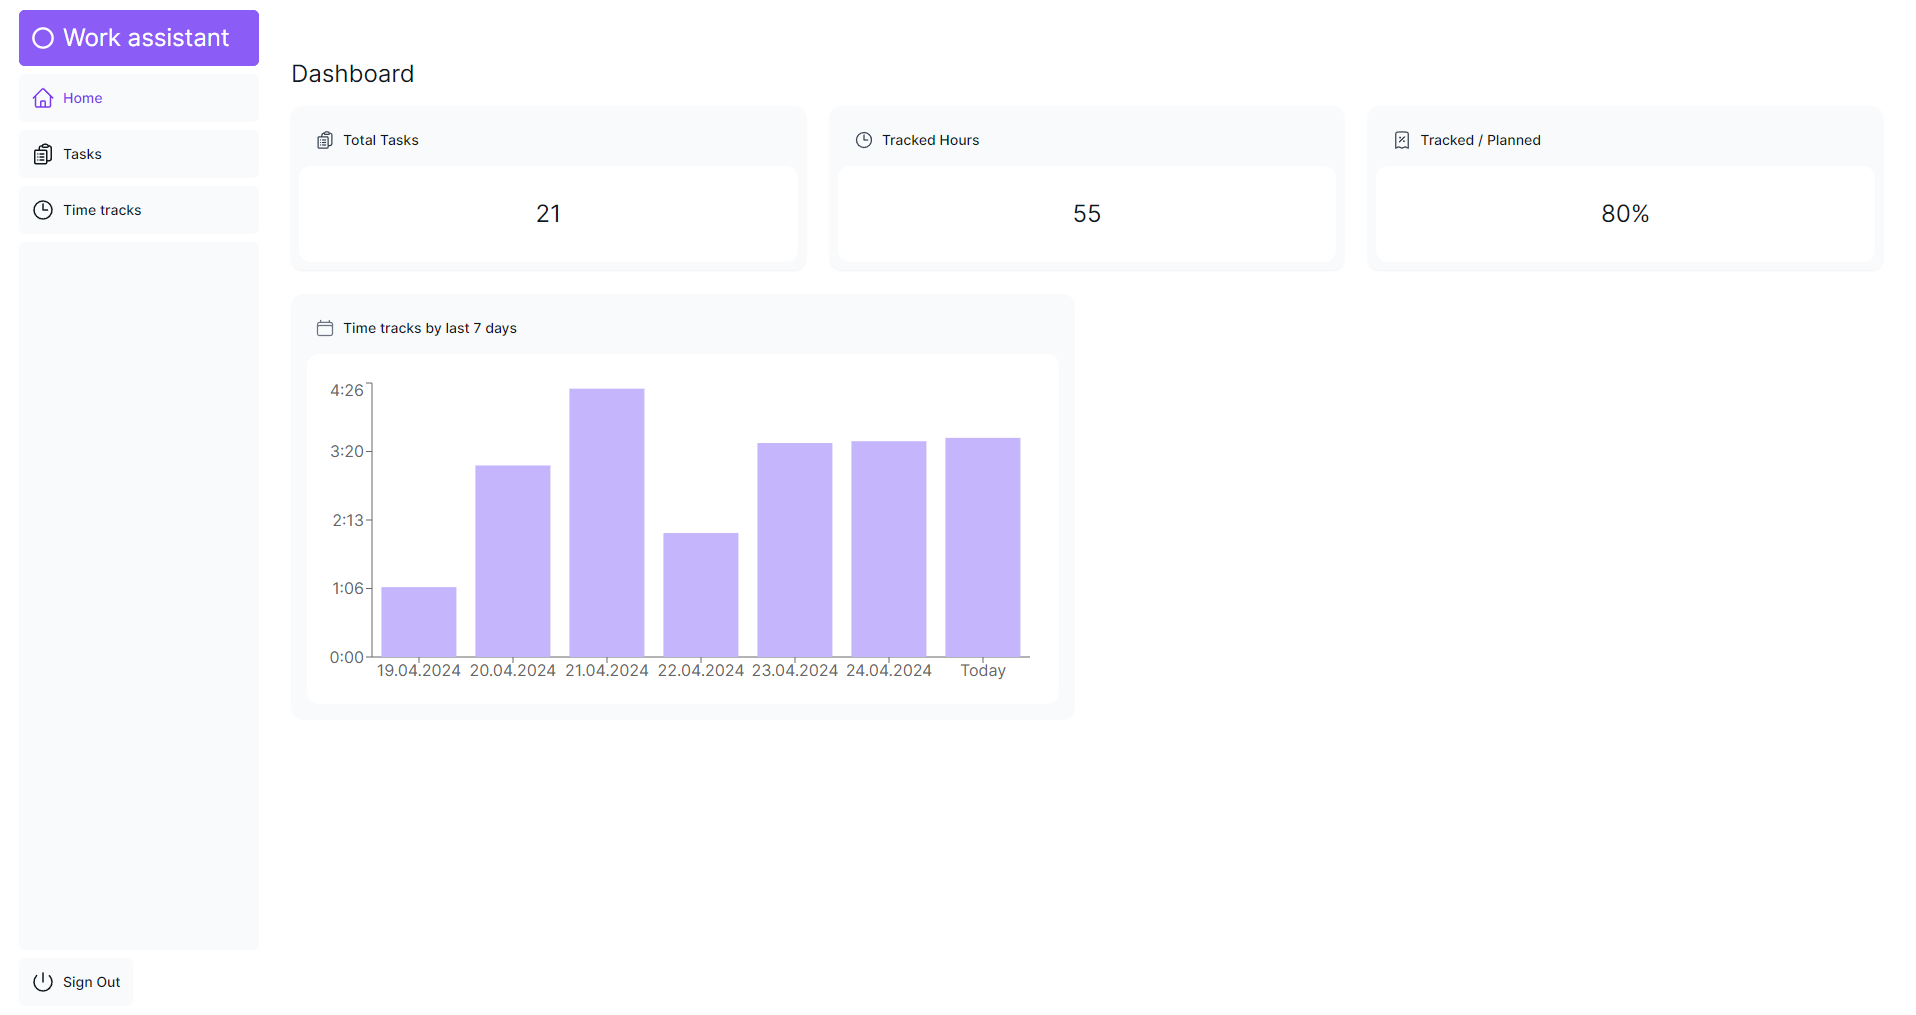 Work assistant
Home
Tasks
Time tracks
Sign Out
Dashboard
Total Tasks
21
Tracked Hours
55
Tracked / Planned
80%
Time tracks by last 7 days
4:26
3:20
2:13
1:06
0:00
19.04.2024 20.04.2024 21.04.2024 22.04.2024 23.04.2024 24.04.2024 Today